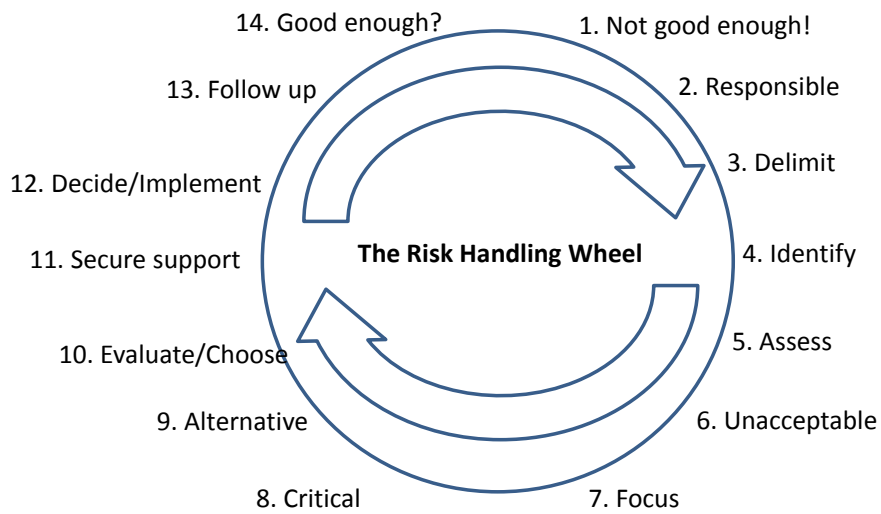 14. Good enough?
1. Not good enough!
13. Follow up
2. Responsible
3. Delimit
12. Decide/Implement
11. Secure support
The Risk Handling Wheel
4. Identify
10. Evaluate/Choose
5. Assess
9. Alternative
6. Unacceptable
8. Critical
7. Focus